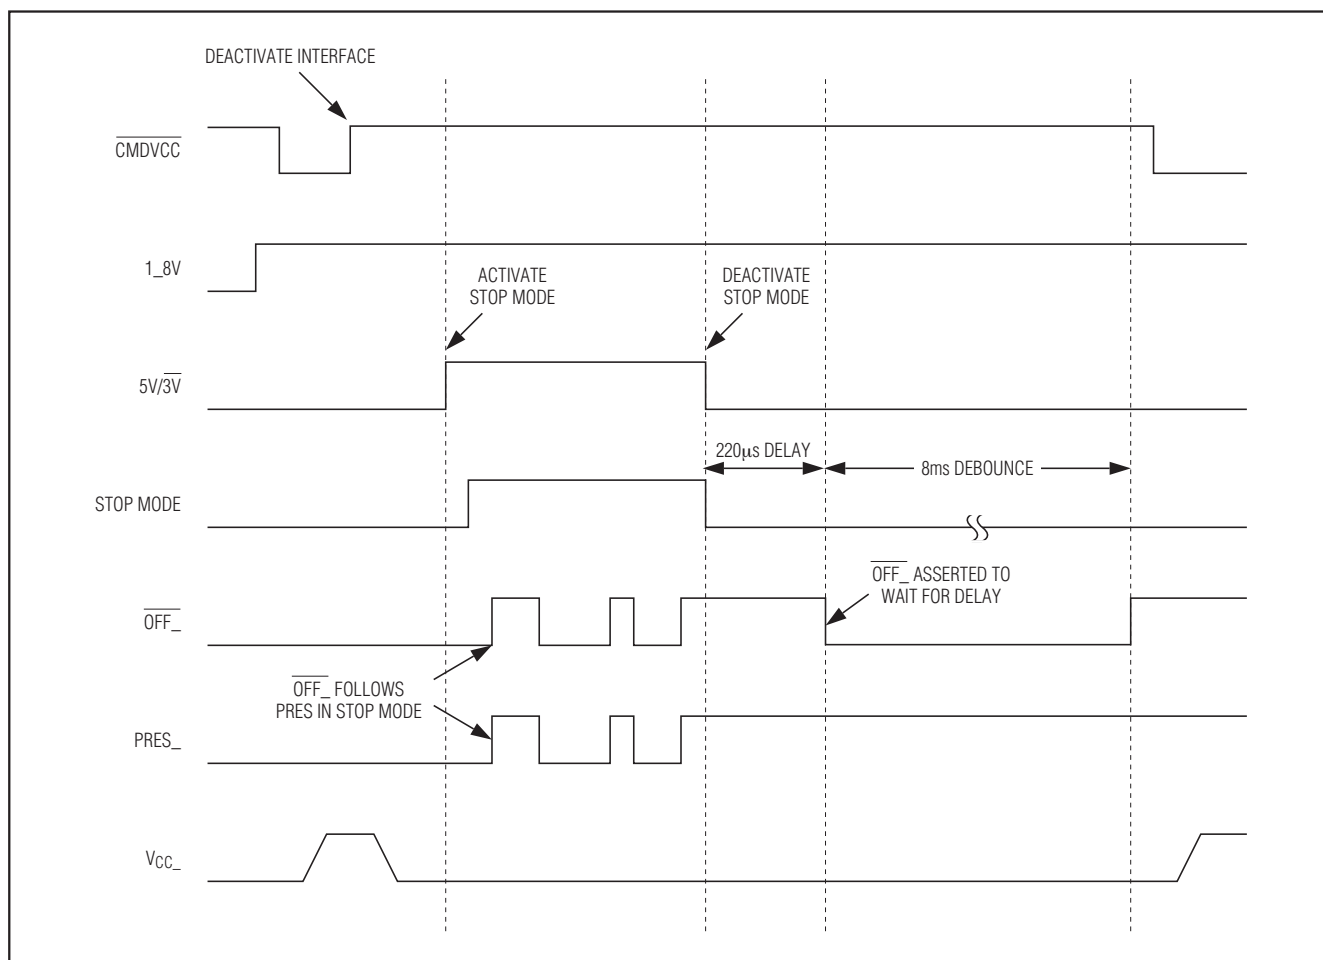 DEACTIVATE INTERFACE
CMDVCC
1_8V
ACTIVATE
STOP MODE
DEACTIVATE
STOP MODE
5V/3V
220µs DELAY
8ms DEBOUNCE
STOP MODE
OFF_ ASSERTED TO
WAIT FOR DELAY
OFF_
OFF_ FOLLOWS
PRES IN STOP MODE
PRES_
VCC_